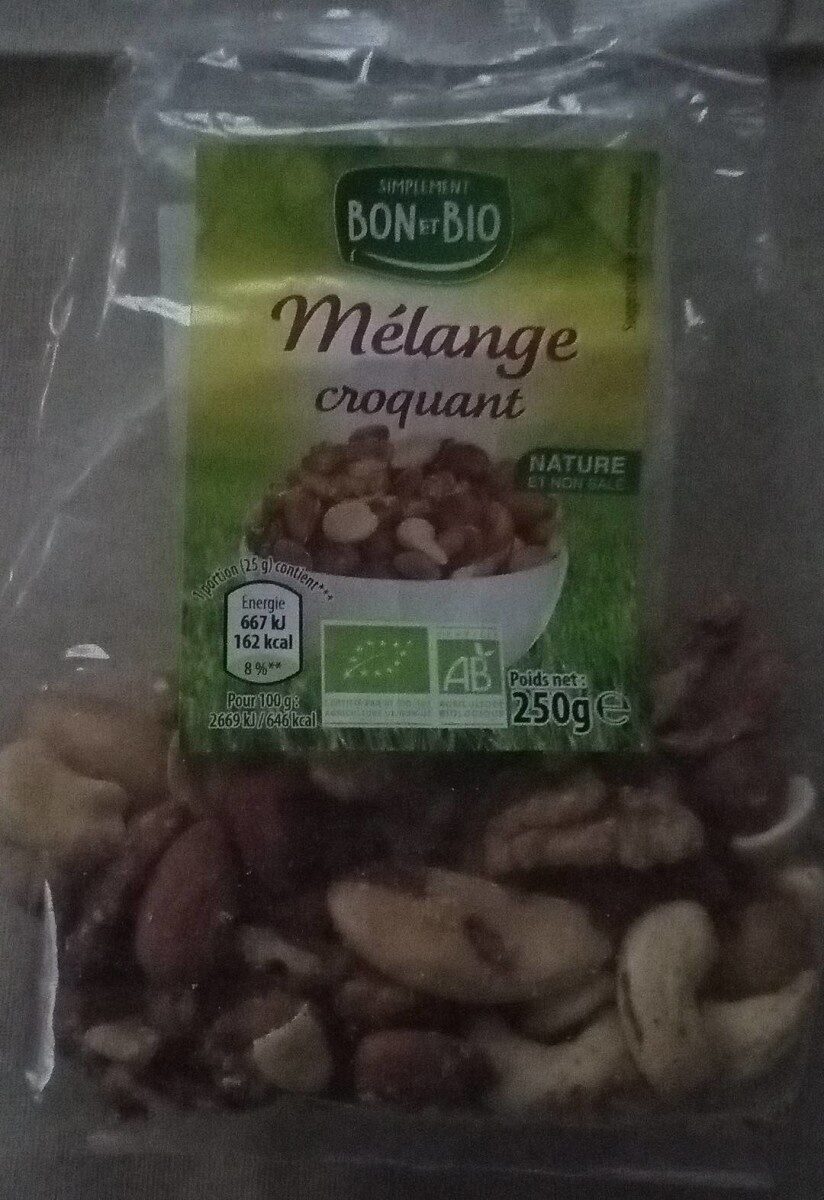 SIMPLEMENT
BON ET BIO
Mélange
croquant
NATURE
ET NON SALÉ
1 portion (25 g) contient***
Énergie
667 kJ
162 kcal
8 %**
Pour 100 g :
2669 kJ / 646 kcal
AB
Poids net :
250g e